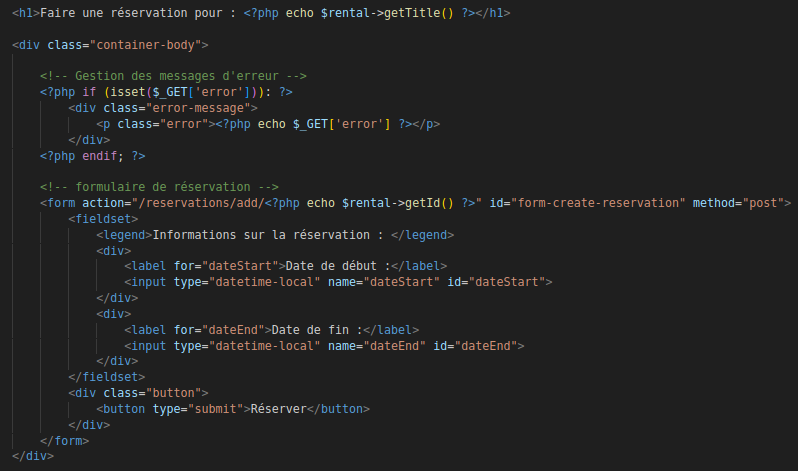 <h1>Faire une réservation pour : <?php echo $rental->getTitle() ?></h1>

<div class="container-body">

    <!-- Gestion des messages d'erreur -->
    <?php if (isset($_GET['error'])): ?>
        <div class="error-message">
            <p class="error"><?php echo $_GET['error'] ?></p>
        </div>
    <?php endif; ?>

    <!-- formulaire de réservation -->
    <form action="/reservations/add/<?php echo $rental->getId() ?>" id="form-create-reservation" method="post">
        <fieldset>
            <legend>Informations sur la réservation : </legend>
            <div>
                <label for="dateStart">Date de début :</label>
                <input type="datetime-local" name="dateStart" id="dateStart">
            </div>
            <div>
                <label for="dateEnd">Date de fin :</label>
                <input type="datetime-local" name="dateEnd" id="dateEnd">
            </div>
        </fieldset>
        <div class="button">
            <button type="submit">Réserver</button>
        </div>
    </form>
</div>